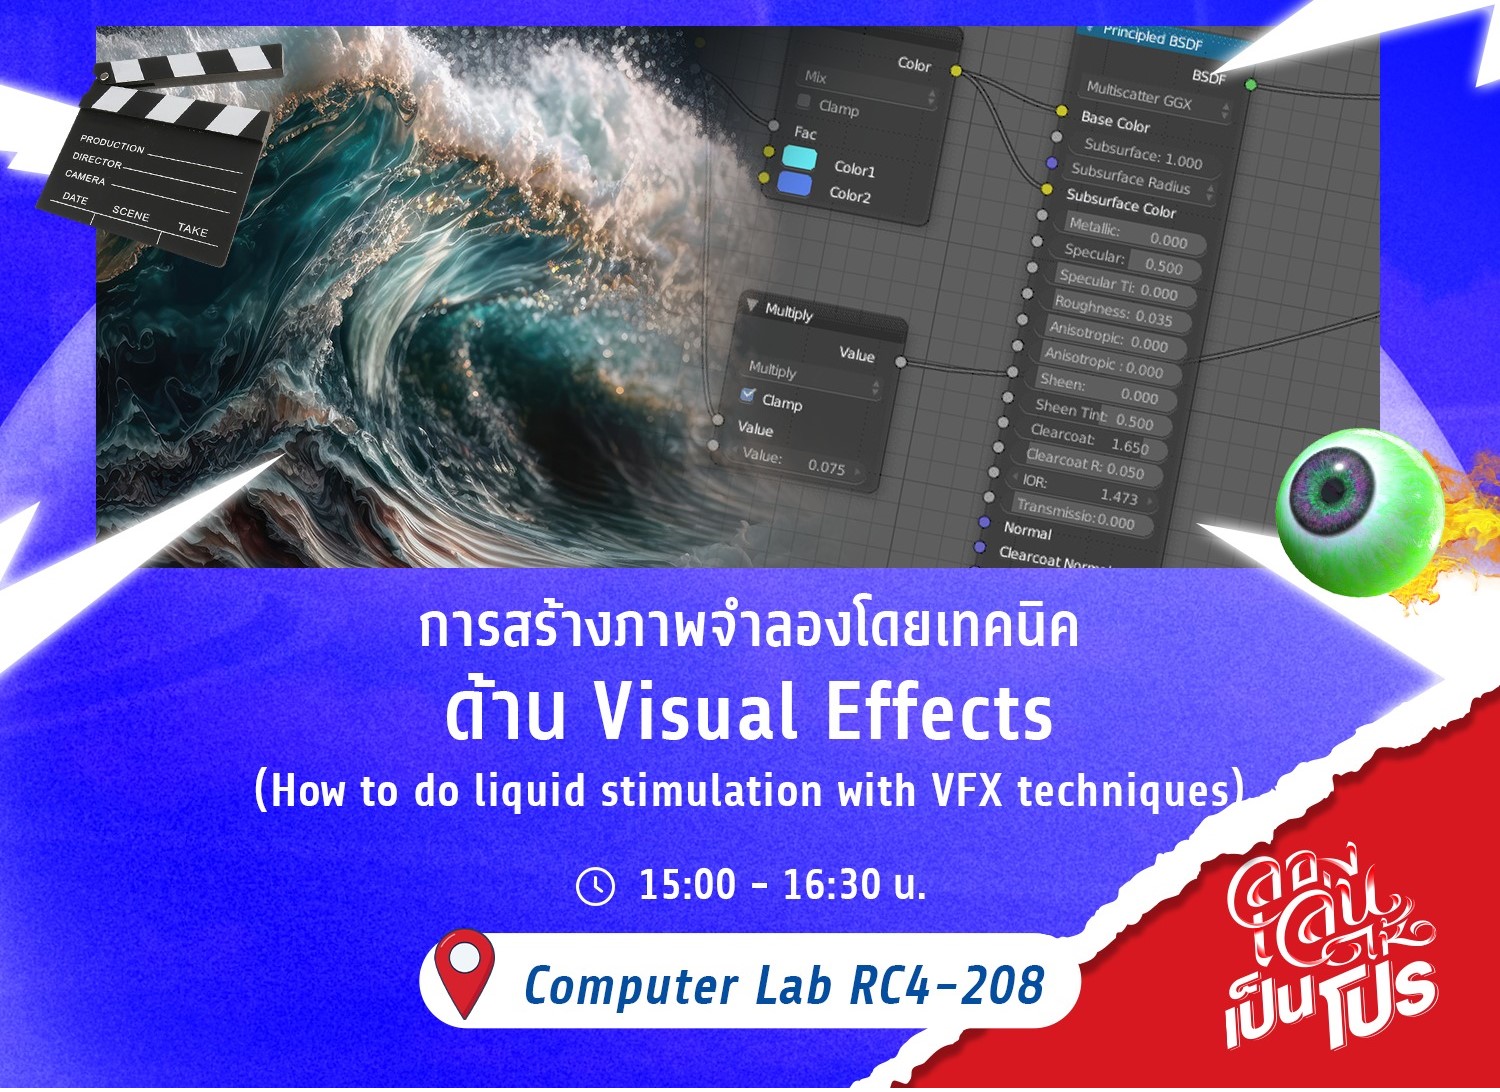 PRODUCTION
DIRECTOR
CAMERA
DATE SCENE TAKE
Color
Mix
Clamp
Fac
Color1
Color2
Multiply
Value
Multiply
Clamp
Value
Value: 0.075
Principled BSDF
BSDF
Multiscatter GGX
Base Color
Subsurface: 1.000
Subsurface Radius
Subsurface Color
Metallic: 0.000
Specular: 0.500
Specular Ti: 0.000
Roughness: 0.035
Anisotropic: 0.000
Anisotropic : 0.000
Sheen: 0.000
Sheen Tint: 0.500
Clearcoat: 1.650
Clearcoat R: 0.050
IOR: 1.473
Transmissio: 0.000
Normal
Clearcoat Norm
การสร้างภาพจำลองโดยเทคนิค
ด้าน Visual Effects
(How to do liquid stimulation with VFX techniques)
15:00 - 16:30 น.
Computer Lab RC4-208
ลองเล่น
ให้
เป็นโปร